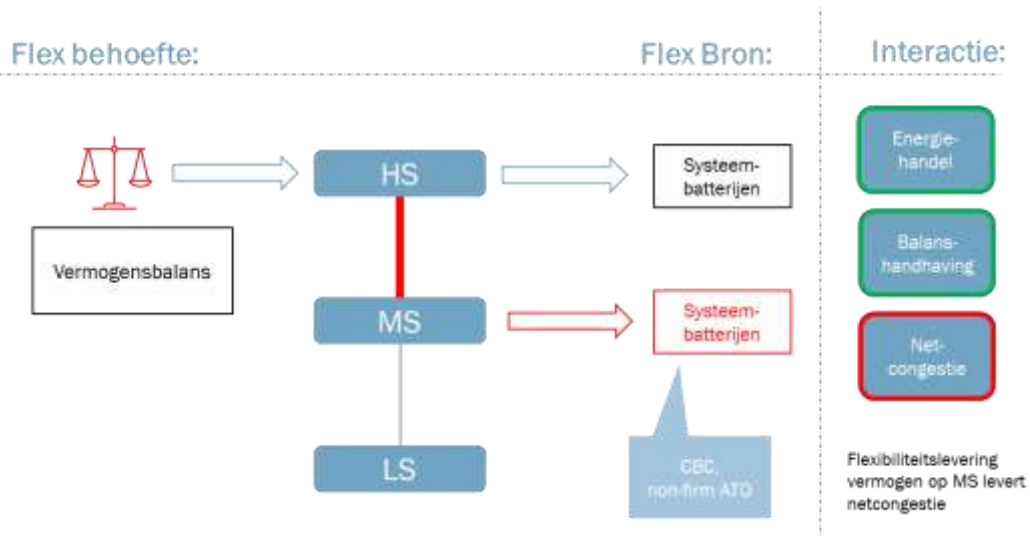 Flex behoefte:
Flex Bron:
Interactie:
Vermogensbalans
HS
MS
LS
Systeem-
batterijen
Systeem-
batterijen
CBC,
non-firm ATO
Energie-
handel
Balans-
handhaving
Net-
congestie
Flexibiliteitslevering
vermogen op MS levert
netcongestie